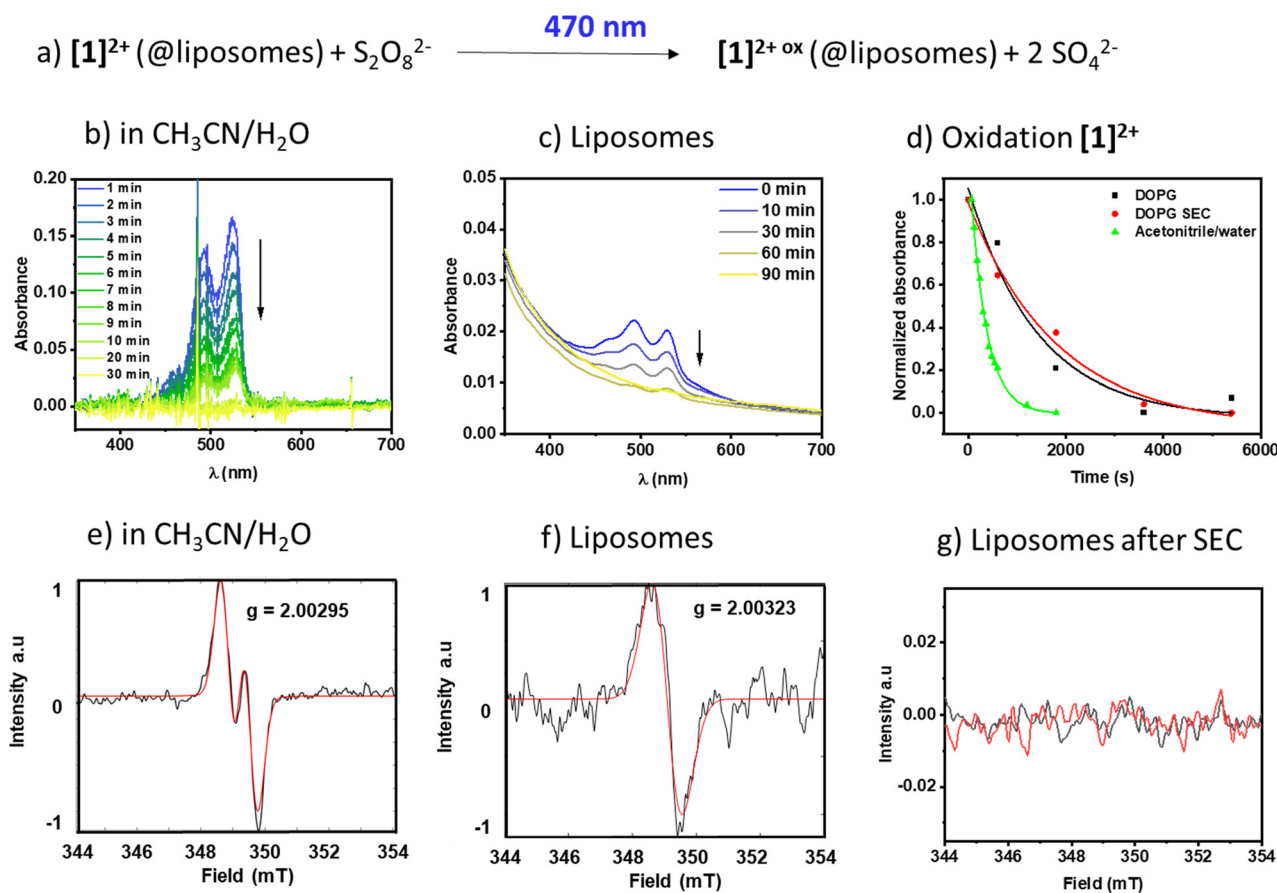 470 nm
a) [1]²⁺ (@liposomes) + S₂O₈²⁻ [1]²⁺ ᵒˣ (@liposomes) + 2 SO₄²⁻
b) in CH₃CN/H₂O
c) Liposomes
d) Oxidation [1]²⁺
0.20
0.15
0.10
0.05
0.00
Absorbance
1 min
2 min
3 min
4 min
5 min
6 min
7 min
8 min
9 min
10 min
20 min
30 min
400 500 600 700
λ (nm)
0.05
0.04
0.03
0.02
0.01
0.00
Absorbance
0 min
10 min
30 min
60 min
90 min
400 500 600 700
λ (nm)
1.0
0.8
0.6
0.4
0.2
0.0
Normalized absorbance
DOPG
DOPG SEC
Acetonitrile/water
0 2000 4000 6000
Time (s)
e) in CH₃CN/H₂O
f) Liposomes
g) Liposomes after SEC
1
0
-1
Intensity a.u
g = 2.00295
344 346 348 350 352 354
Field (mT)
1
0
-1
Intensity a.u
g = 2.00323
344 346 348 350 352 354
Field (mT)
0.02
0.00
-0.02
Intensity a.u
344 346 348 350 352 354
Field (mT)